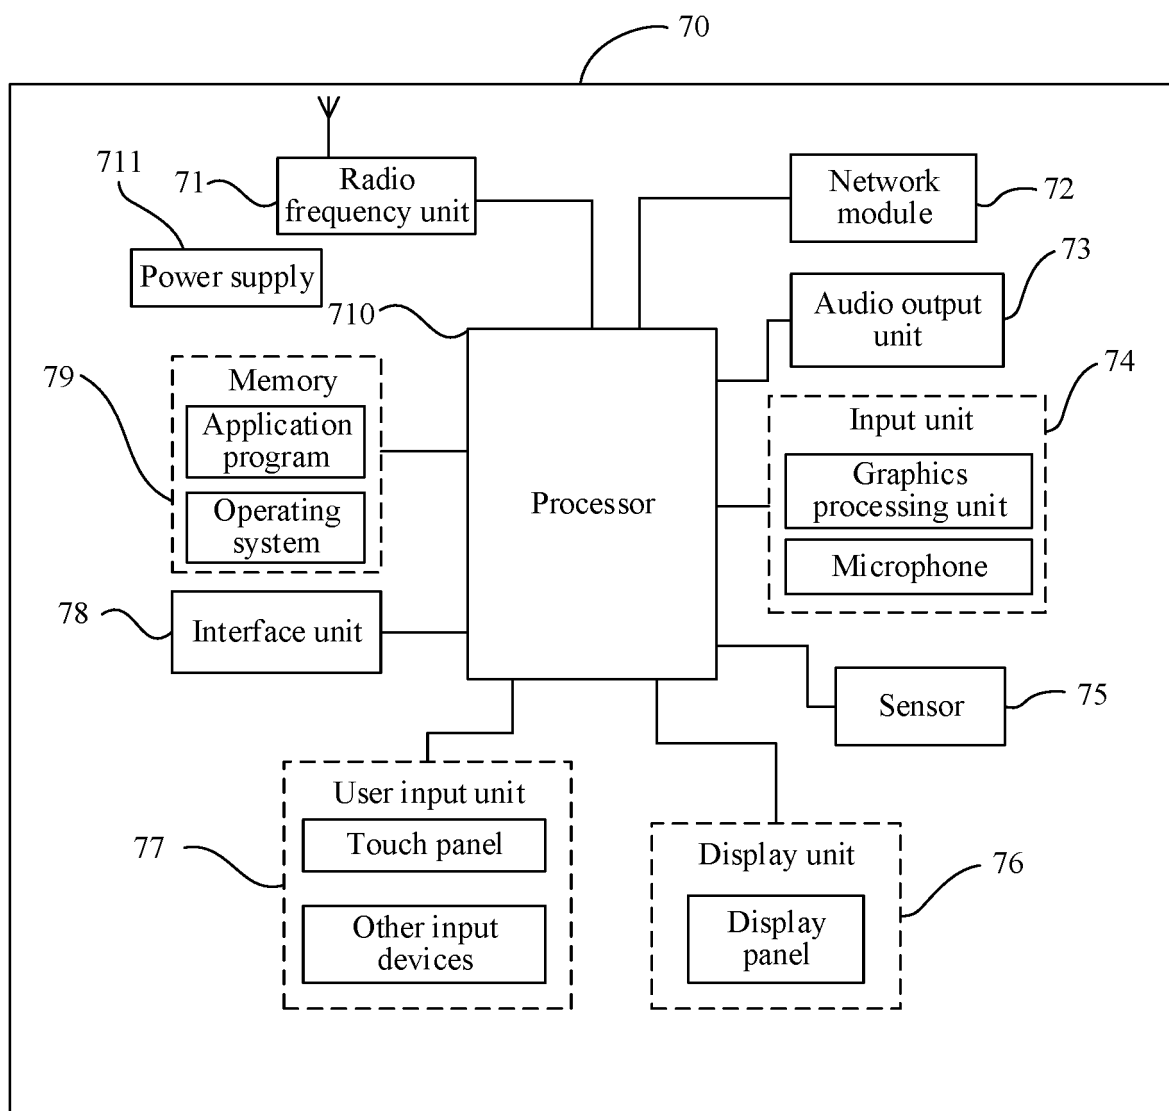 70
711
71
Radio
frequency unit
Network
module
72
Power supply
73
710
Audio output
unit
79
Memory
Application
program
Operating
system
74
Input unit
Graphics
processing unit
Microphone
Processor
78
Interface unit
Sensor
75
77
User input unit
Touch panel
Other input
devices
Display unit
76
Display
panel